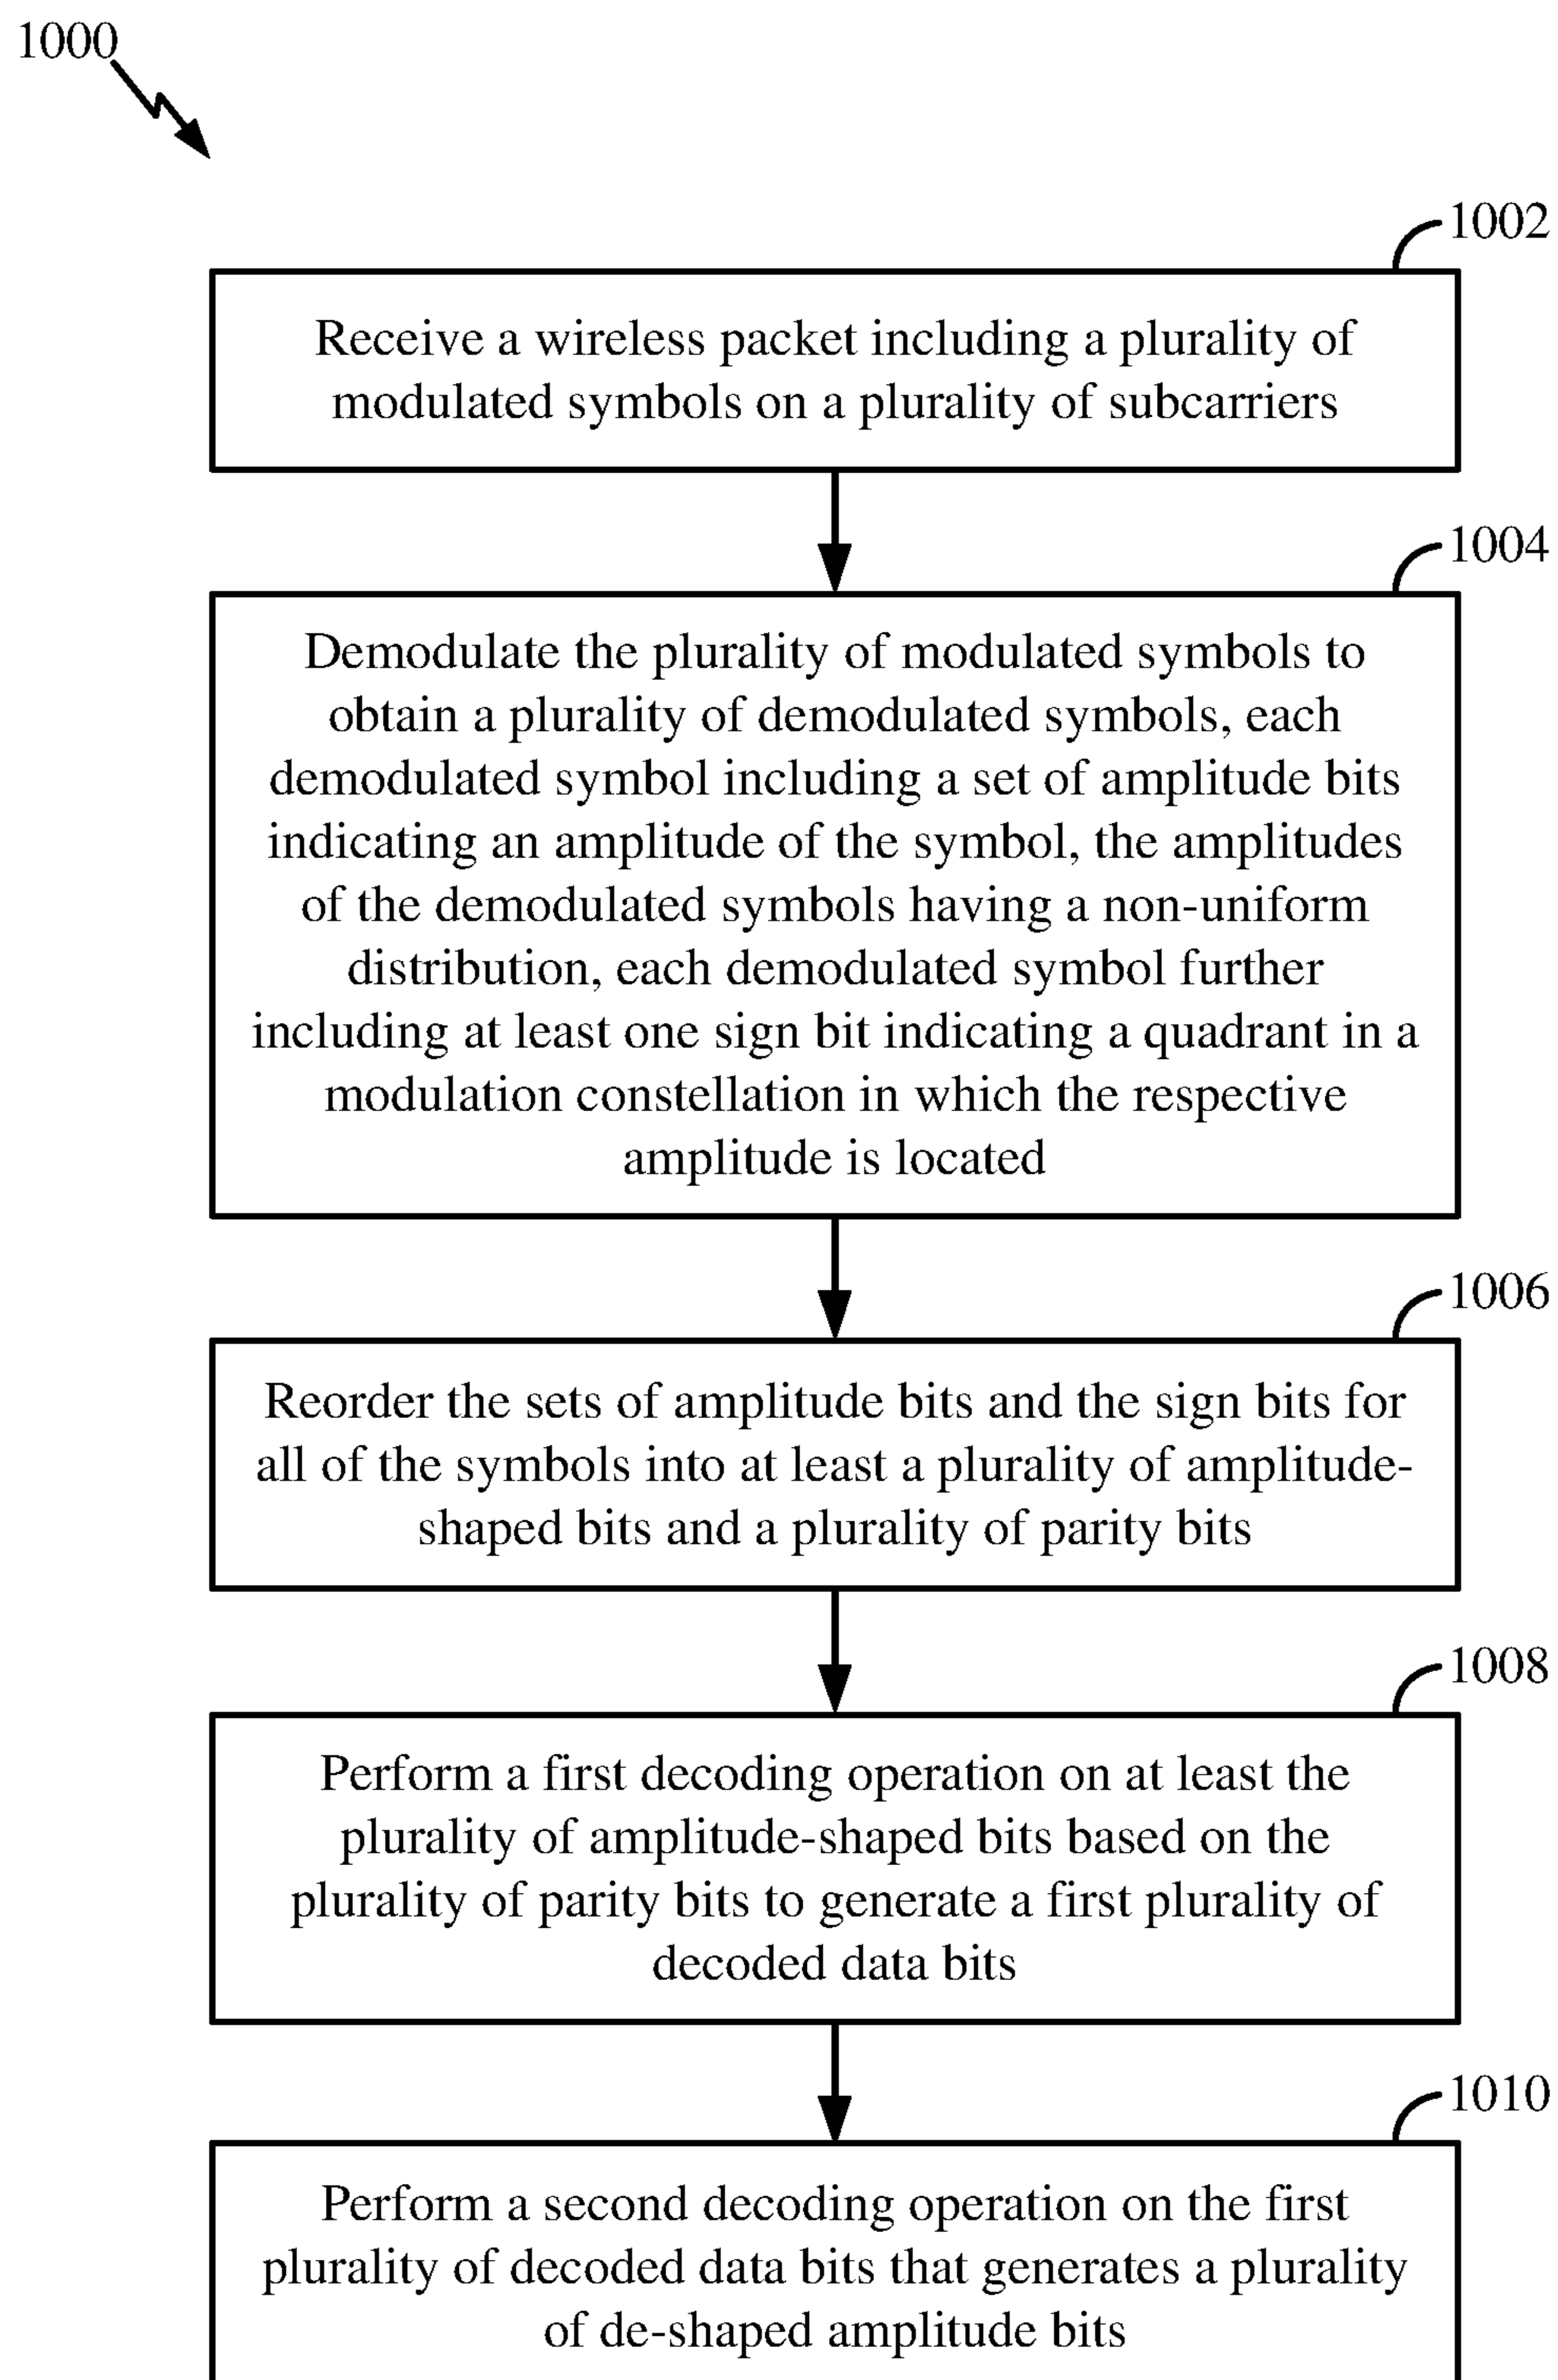 1000
1002
Receive a wireless packet including a plurality of
modulated symbols on a plurality of subcarriers
1004
Demodulate the plurality of modulated symbols to
obtain a plurality of demodulated symbols, each
demodulated symbol including a set of amplitude bits
indicating an amplitude of the symbol, the amplitudes
of the demodulated symbols having a non-uniform
distribution, each demodulated symbol further
including at least one sign bit indicating a quadrant in a
modulation constellation in which the respective
amplitude is located
1006
Reorder the sets of amplitude bits and the sign bits for
all of the symbols into at least a plurality of amplitude-
shaped bits and a plurality of parity bits
1008
Perform a first decoding operation on at least the
plurality of amplitude-shaped bits based on the
plurality of parity bits to generate a first plurality of
decoded data bits
1010
Perform a second decoding operation on the first
plurality of decoded data bits that generates a plurality
of de-shaped amplitude bits